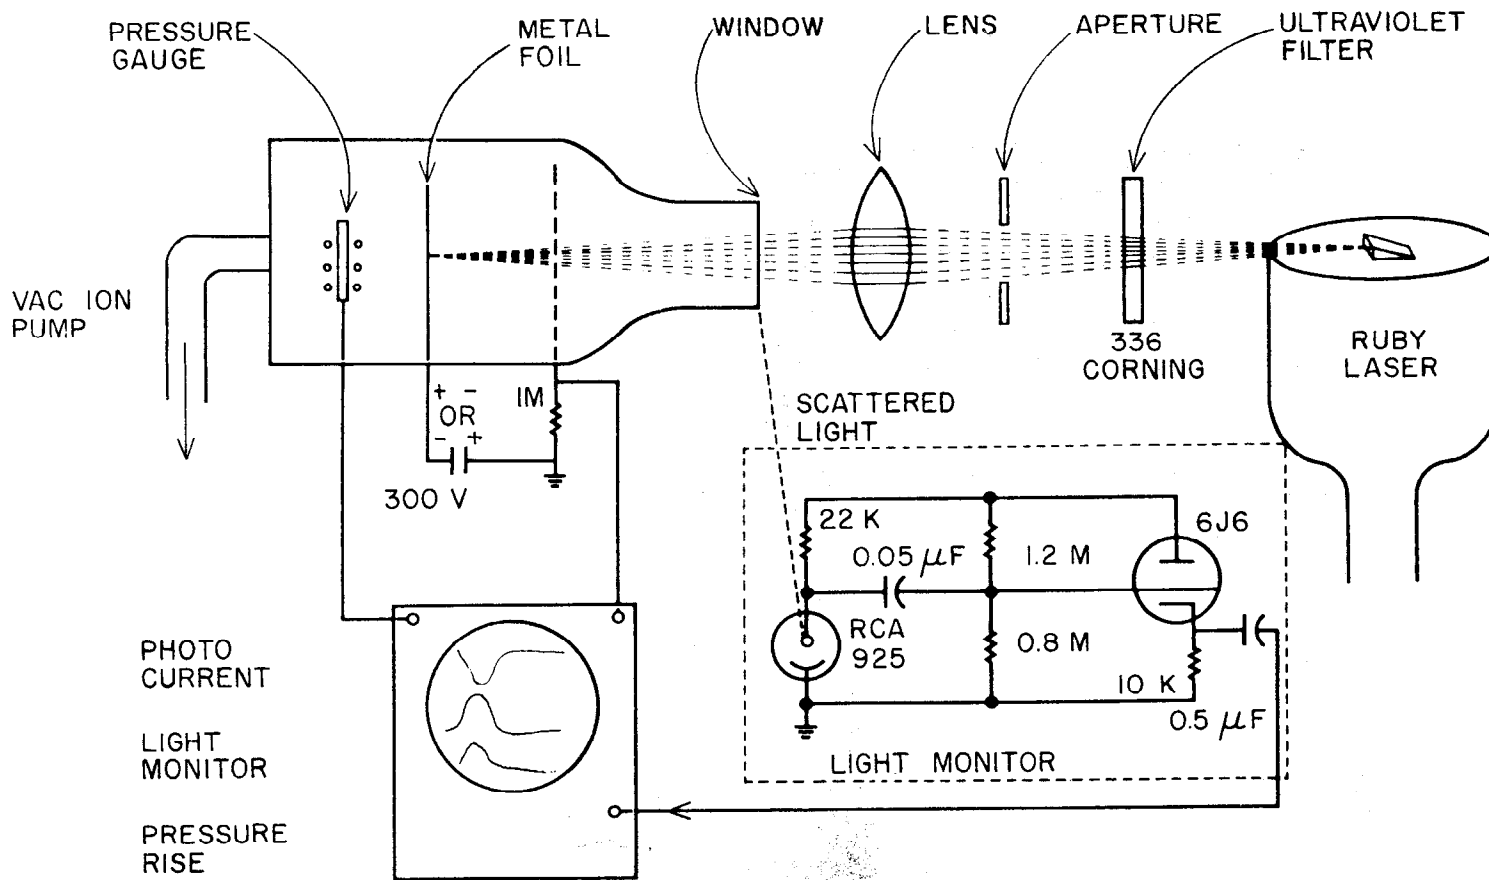 PRESSURE
GAUGE
METAL
FOIL
WINDOW
LENS
APERTURE
ULTRAVIOLET
FILTER
VAC ION
PUMP
336
CORNING
RUBY
LASER
+ -
OR
- +
1M
300 V
SCATTERED
LIGHT
22 K
0.05 μF
1.2 M
6J6
RCA
925
0.8 M
10 K
0.5 μF
LIGHT MONITOR
PHOTO
CURRENT
LIGHT
MONITOR
PRESSURE
RISE